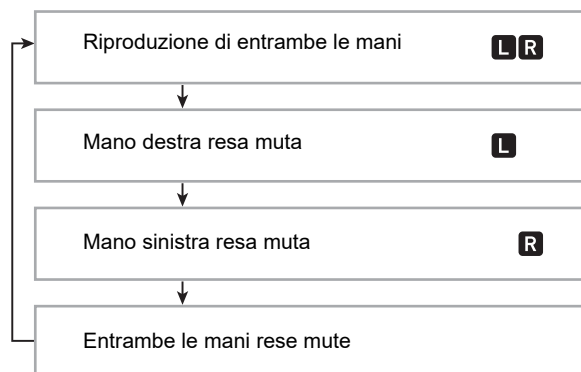 Riproduzione di entrambe le mani L R
Mano destra resa muta L
Mano sinistra resa muta R
Entrambe le mani rese mute